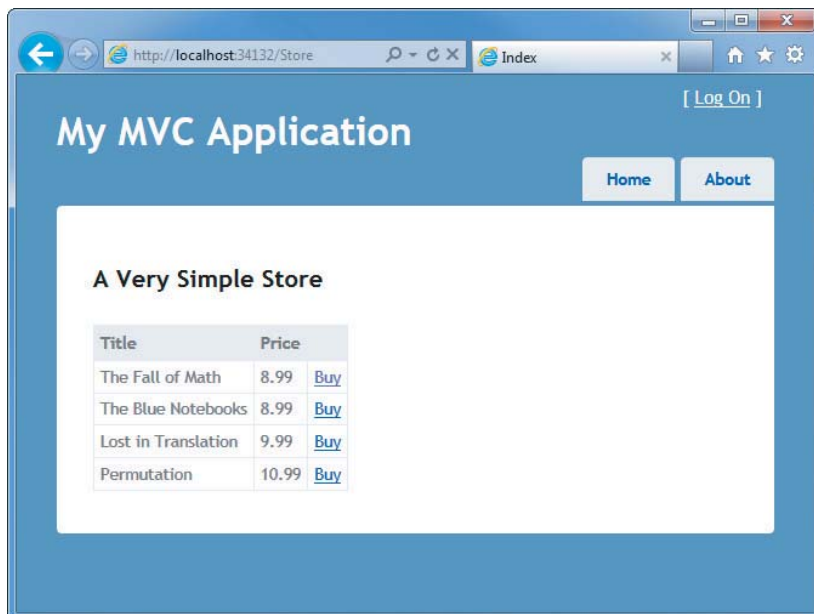 http://localhost:34132/Store
Index
[ Log On ]
My MVC Application
Home About
A Very Simple Store
Title Price
The Fall of Math 8.99 Buy
The Blue Notebooks 8.99 Buy
Lost in Translation 9.99 Buy
Permutation 10.99 Buy